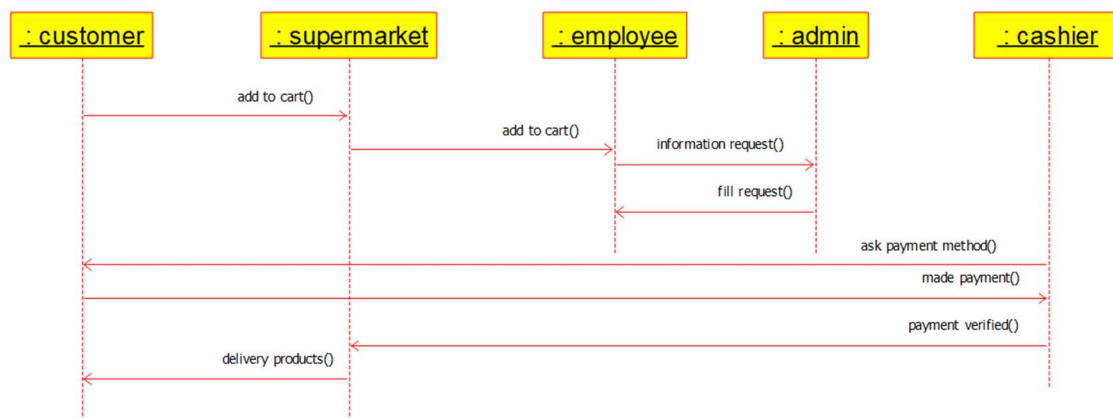 : customer
: supermarket
: employee
: admin
: cashier
add to cart()
add to cart()
information request()
fill request()
ask payment method()
made payment()
payment verified()
delivery products()